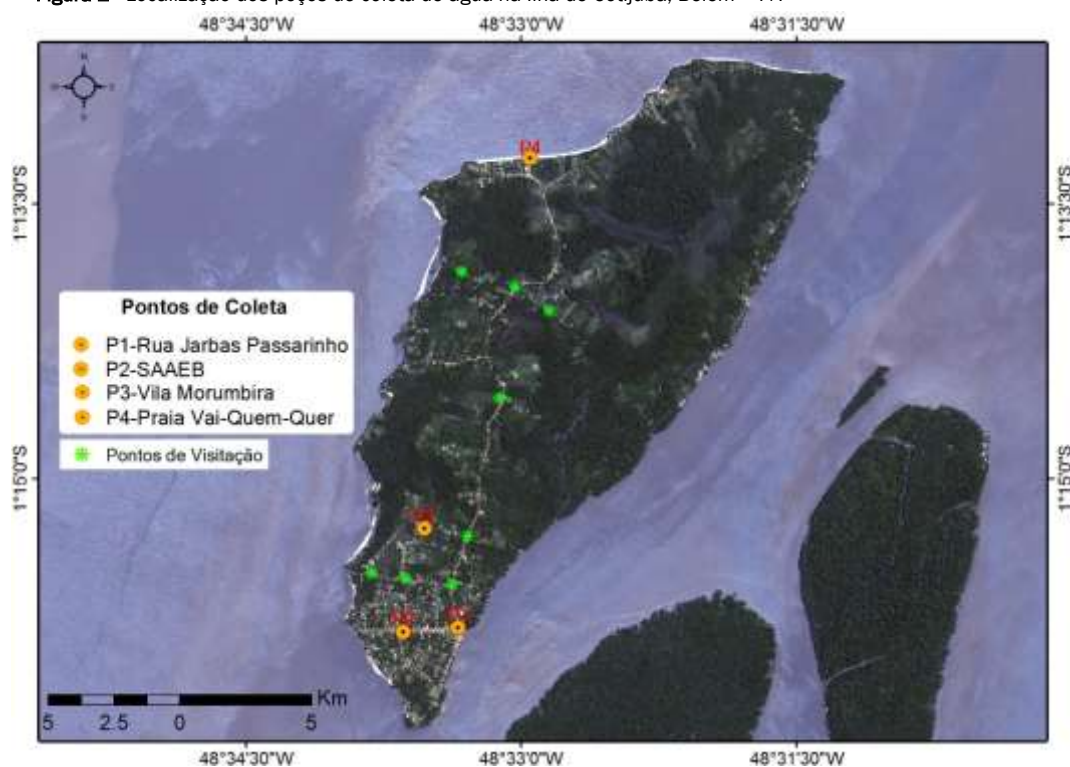 48°34'30"W 48°33'0"W 48°31'30"W
P4
1°13'30"S 1°13'30"S
Pontos de Coleta
P1-Rua Jarbas Passarinho
P2-SAAEB
P3-Vila Morumbira
P4-Praia Vai-Quem-Quer
Pontos de Visitação
1°15'0"S 1°15'0"S
5 2.5 0 5 Km
48°34'30"W 48°33'0"W 48°31'30"W